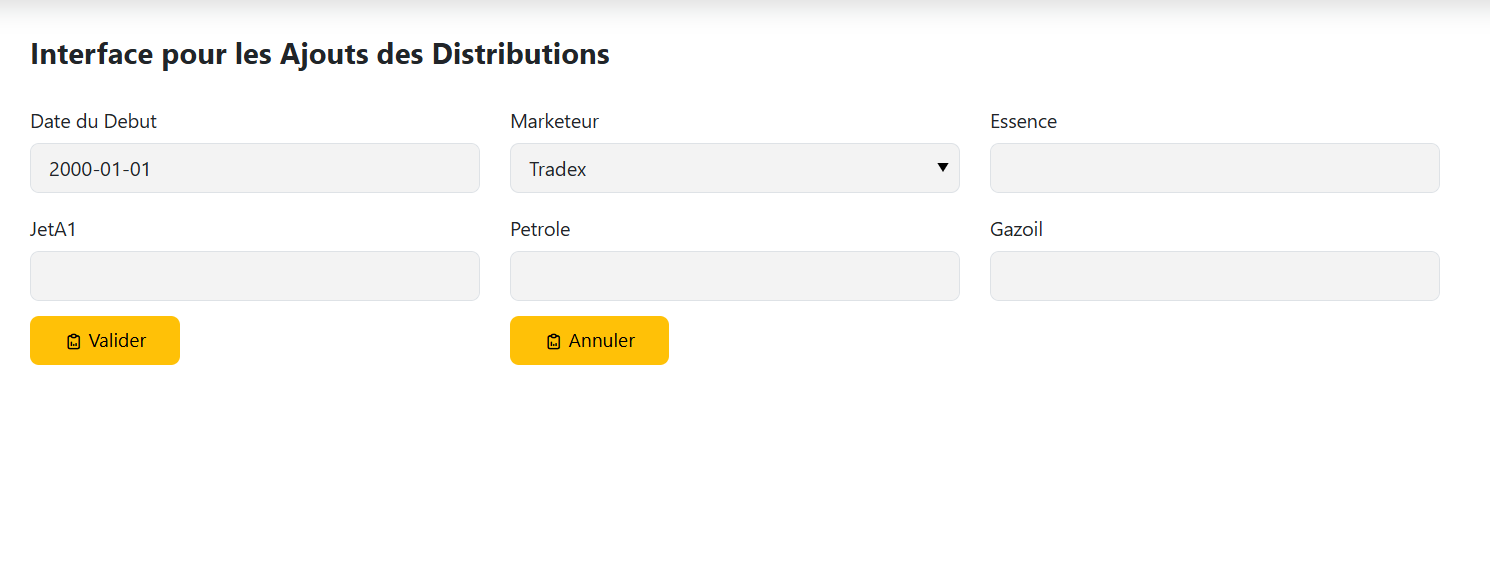 Interface pour les Ajouts des Distributions
Date du Debut
Marketeur
Essence
2000-01-01
Tradex
JetA1
Petrole
Gazoil
Valider
Annuler